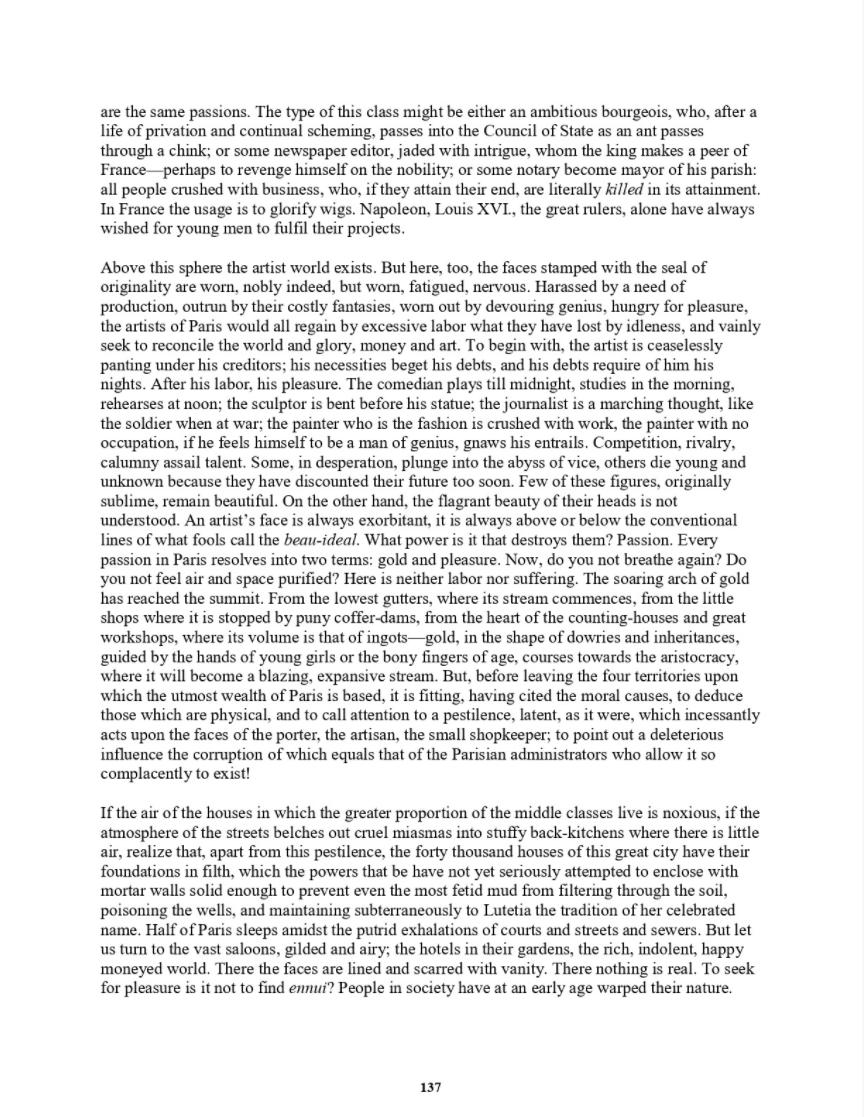 are the same passions. The type of this class might be either an ambitious bourgeois, who, after a
life of privation and continual scheming, passes into the Council of State as an ant passes
through a chink; or some newspaper editor, jaded with intrigue, whom the king makes a peer of
France—perhaps to revenge himself on the nobility; or some notary become mayor of his parish:
all people crushed with business, who, if they attain their end, are literally killed in its attainment.
In France the usage is to glorify wigs. Napoleon, Louis XVI., the great rulers, alone have always
wished for young men to fulfil their projects.

Above this sphere the artist world exists. But here, too, the faces stamped with the seal of
originality are worn, nobly indeed, but worn, fatigued, nervous. Harassed by a need of
production, outrun by their costly fantasies, worn out by devouring genius, hungry for pleasure,
the artists of Paris would all regain by excessive labor what they have lost by idleness, and vainly
seek to reconcile the world and glory, money and art. To begin with, the artist is ceaselessly
panting under his creditors; his necessities beget his debts, and his debts require of him his
nights. After his labor, his pleasure. The comedian plays till midnight, studies in the morning,
rehearses at noon; the sculptor is bent before his statue; the journalist is a marching thought, like
the soldier when at war; the painter who is the fashion is crushed with work, the painter with no
occupation, if he feels himself to be a man of genius, gnaws his entrails. Competition, rivalry,
calumny assail talent. Some, in desperation, plunge into the abyss of vice, others die young and
unknown because they have discounted their future too soon. Few of these figures, originally
sublime, remain beautiful. On the other hand, the flagrant beauty of their heads is not
understood. An artist’s face is always exorbitant, it is always above or below the conventional
lines of what fools call the beau-ideal. What power is it that destroys them? Passion. Every
passion in Paris resolves into two terms: gold and pleasure. Now, do you not breathe again? Do
you not feel air and space purified? Here is neither labor nor suffering. The soaring arch of gold
has reached the summit. From the lowest gutters, where its stream commences, from the little
shops where it is stopped by puny coffer-dams, from the heart of the counting-houses and great
workshops, where its volume is that of ingots—gold, in the shape of dowries and inheritances,
guided by the hands of young girls or the bony fingers of age, courses towards the aristocracy,
where it will become a blazing, expansive stream. But, before leaving the four territories upon
which the utmost wealth of Paris is based, it is fitting, having cited the moral causes, to deduce
those which are physical, and to call attention to a pestilence, latent, as it were, which incessantly
acts upon the faces of the porter, the artisan, the small shopkeeper; to point out a deleterious
influence the corruption of which equals that of the Parisian administrators who allow it so
complacently to exist!

If the air of the houses in which the greater proportion of the middle classes live is noxious, if the
atmosphere of the streets belches out cruel miasmas into stuffy back-kitchens where there is little
air, realize that, apart from this pestilence, the forty thousand houses of this great city have their
foundations in filth, which the powers that be have not yet seriously attempted to enclose with
mortar walls solid enough to prevent even the most fetid mud from filtering through the soil,
poisoning the wells, and maintaining subterraneously to Lutetia the tradition of her celebrated
name. Half of Paris sleeps amidst the putrid exhalations of courts and streets and sewers. But let
us turn to the vast saloons, gilded and airy; the hotels in their gardens, the rich, indolent, happy
moneyed world. There the faces are lined and scarred with vanity. There nothing is real. To seek
for pleasure is it not to find ennui? People in society have at an early age warped their nature.

137